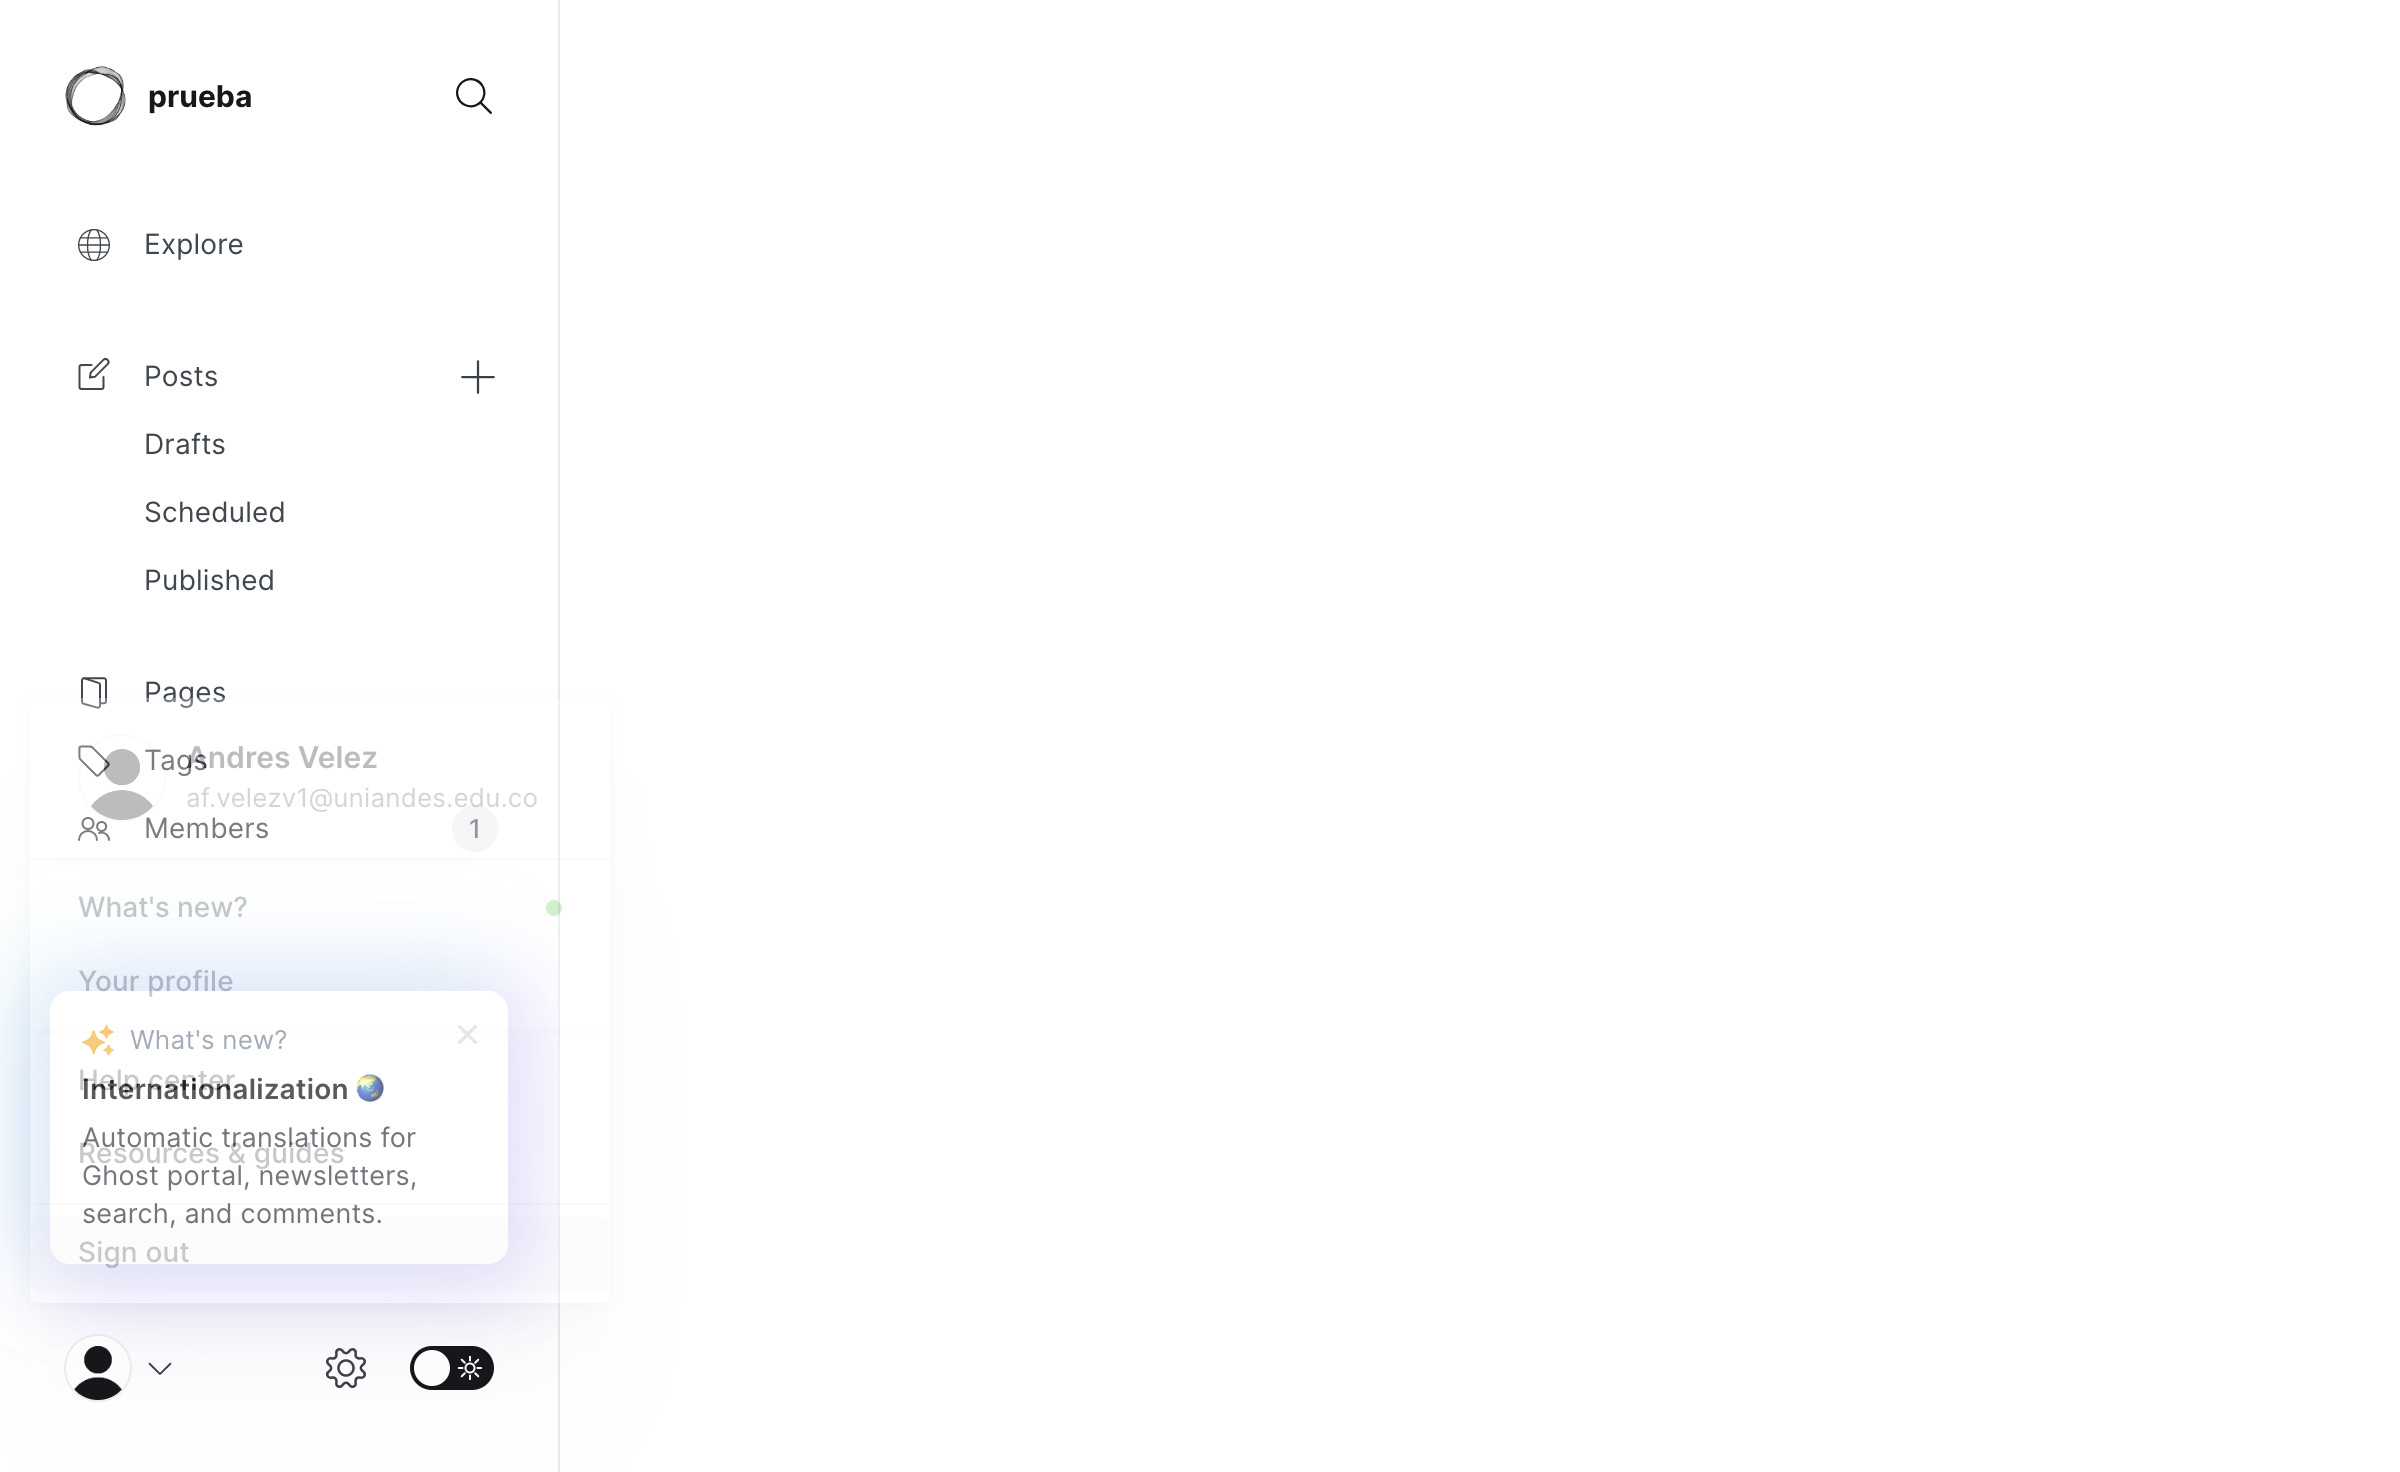 prueba
Explore
Posts
Drafts
Scheduled
Published
Pages
Tags
Andres Velez
af.velezv1@uniandes.edu.co
Members 1
What's new?
Your profile
What's new?
Help center
Internationalization 🌏
Automatic translations for
Resources & guides
Ghost portal, newsletters,
search, and comments.
Sign out